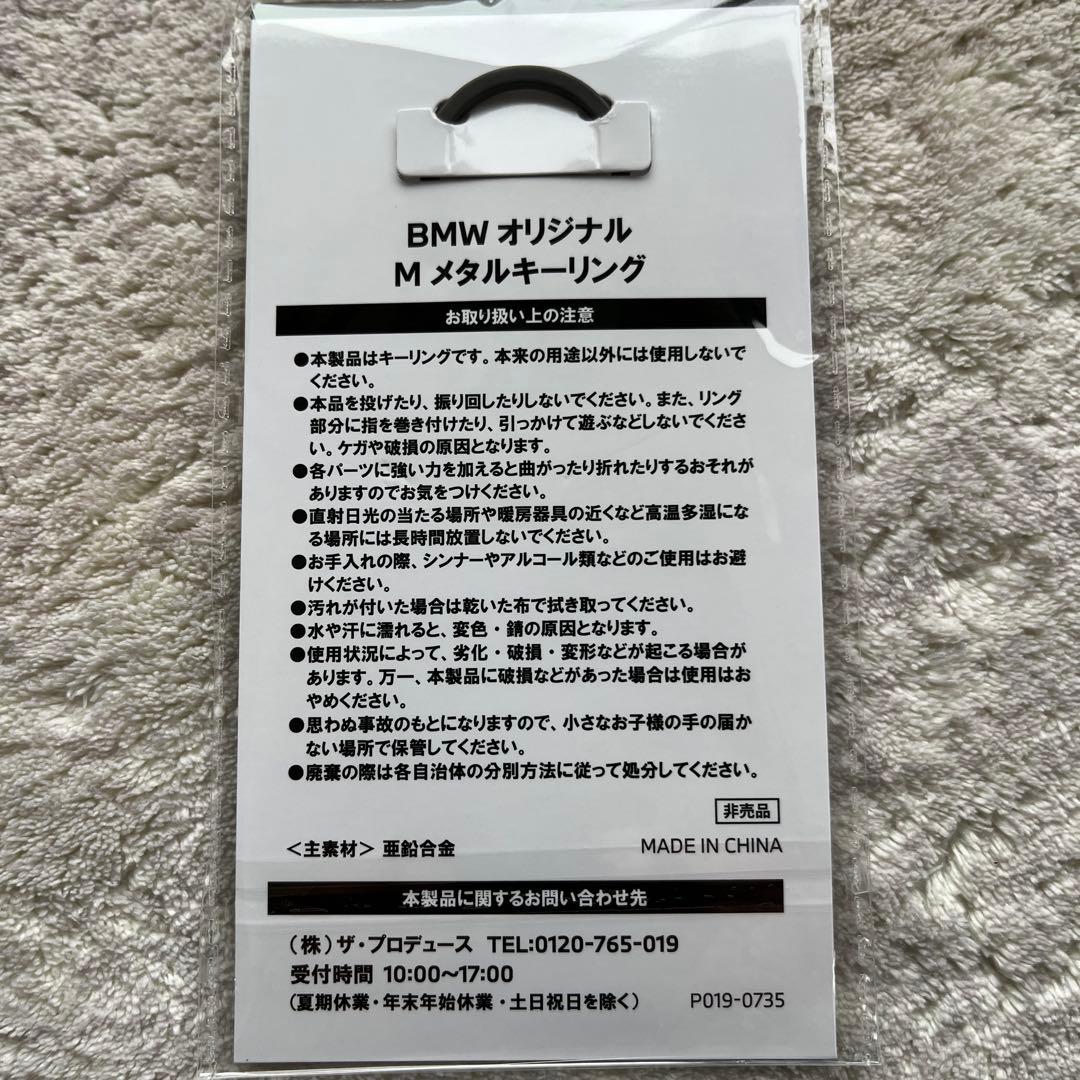 BMW オリジナル
M メタルキーリング
お取り扱い上の注意
●本製品はキーリングです。本来の用途以外には使用しないで
ください。
●本品を投げたり、振り回したりしないでください。また、リング
部分に指を巻き付けたり、引っかけて遊ぶなどしないでくださ
い。ケガや破損の原因となります。
●各パーツに強い力を加えると曲がったり折れたりするおそれが
ありますのでお気をつけください。
●直射日光の当たる場所や暖房器具の近くなど高温多湿にな
る場所には長時間放置しないでください。
●お手入れの際、シンナーやアルコール類などのご使用はお避
けください。
●汚れが付いた場合は乾いた布で拭き取ってください。
●水や汗に濡れると、変色・錆の原因となります。
●使用状況によって、劣化・破損・変形などが起こる場合が
あります。万一、本製品に破損などがあった場合は使用はお
やめください。
●思わぬ事故のもとになりますので、小さなお子様の手の届か
ない場所で保管してください。
●廃棄の際は各自治体の分別方法に従って処分してください。
非売品
＜主素材＞ 亜鉛合金 MADE IN CHINA
本製品に関するお問い合わせ先
（株）ザ・プロデュース TEL:0120-765-019
受付時間 10:00〜17:00
（夏期休業・年末年始休業・土日祝日を除く） P019-0735